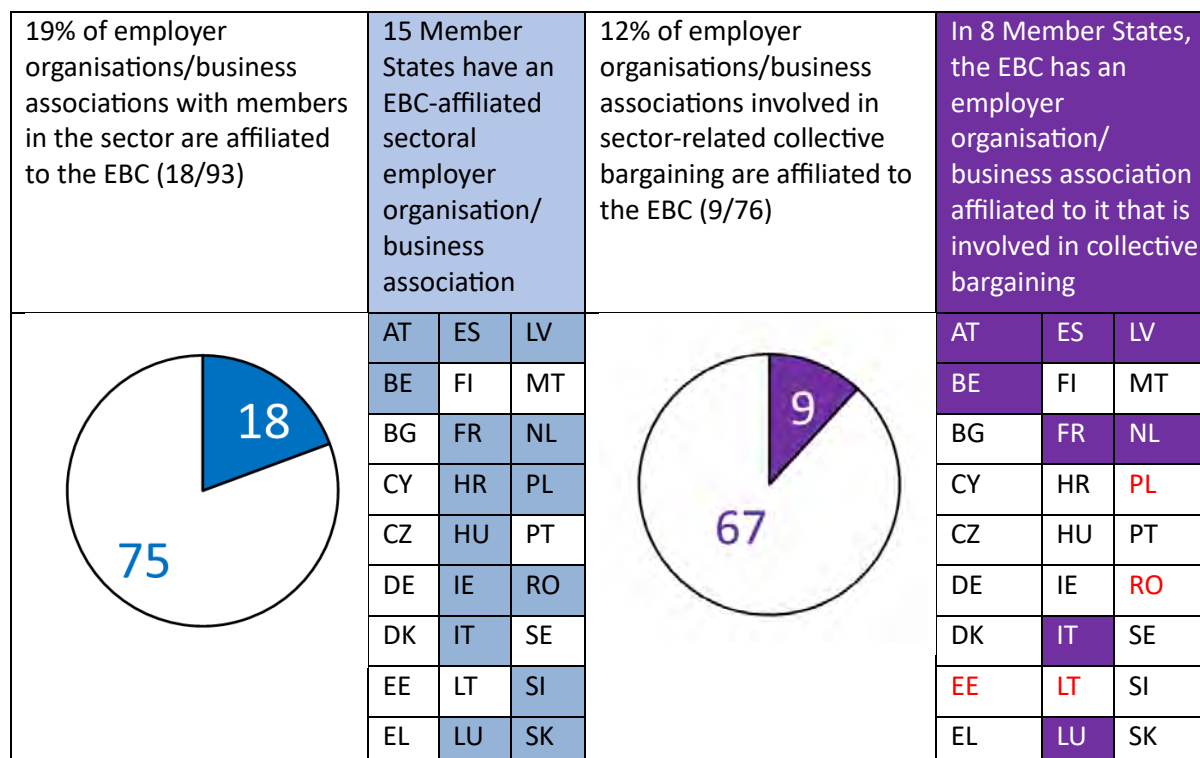 19% of employer
organisations/business
associations with members
in the sector are affiliated
to the EBC (18/93)
15 Member
States have an
EBC-affiliated
sectoral
employer
organisation/
business
association
12% of employer
organisations/business
associations involved in
sector-related collective
bargaining are affiliated to
the EBC (9/76)
In 8 Member States,
the EBC has an
employer
organisation/
business association
affiliated to it that is
involved in collective
bargaining
18
75
AT ES LV
BE FI MT
BG FR NL
CY HR PL
CZ HU PT
DE IE RO
DK IT SE
EE LT SI
EL LU SK
9
67
AT ES LV
BE FI MT
BG FR NL
CY HR PL
CZ HU PT
DE IE RO
DK IT SE
EE LT SI
EL LU SK